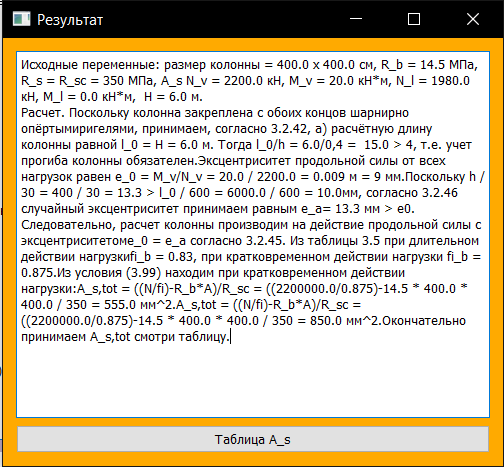 Результат
Исходные переменные: размер колонны = 400.0 x 400.0 см, R_b = 14.5 МПа,
R_s = R_sc = 350 МПа, A_s N_v = 2200.0 кН, M_v = 20.0 кН*м, N_l = 1980.0
кН, M_l = 0.0 кН*м,  H = 6.0 м.
Расчет. Поскольку колонна закреплена с обоих концов шарнирно
опёртымиригелями, принимаем, согласно 3.2.42, а) расчётную длину
колонны равной l_0 = H = 6.0 м. Тогда l_0/h = 6.0/0,4 =  15.0 > 4, т.е. учет
прогиба колонны обязателен.Эксцентриситет продольной силы от всех
нагрузок равен e_0 = M_v/N_v = 20.0 / 2200.0 = 0.009 м = 9 мм.Поскольку h /
30 = 400 / 30 = 13.3 > l_0 / 600 = 6000.0 / 600 = 10.0мм, согласно 3.2.46
случайный эксцентриситет принимаем равным e_a= 13.3 мм > e0.
Следовательно, расчет колонны производим на действие продольной силы с
эксцентриситетомe_0 = e_a согласно 3.2.45. Из таблицы 3.5 при длительном
действии нагрузкиfi_b = 0.83, при кратковременном действии нагрузки fi_b =
0.875.Из условия (3.99) находим при кратковременном действии
нагрузки:A_s,tot = ((N/fi)-R_b*A)/R_sc = ((2200000.0/0.875)-14.5 * 400.0 *
400.0 / 350 = 555.0 мм^2.A_s,tot = ((N/fi)-R_b*A)/R_sc =
((2200000.0/0.875)-14.5 * 400.0 * 400.0 / 350 = 850.0 мм^2.Окончательно
принимаем A_s,tot смотри таблицу.
Таблица A_s